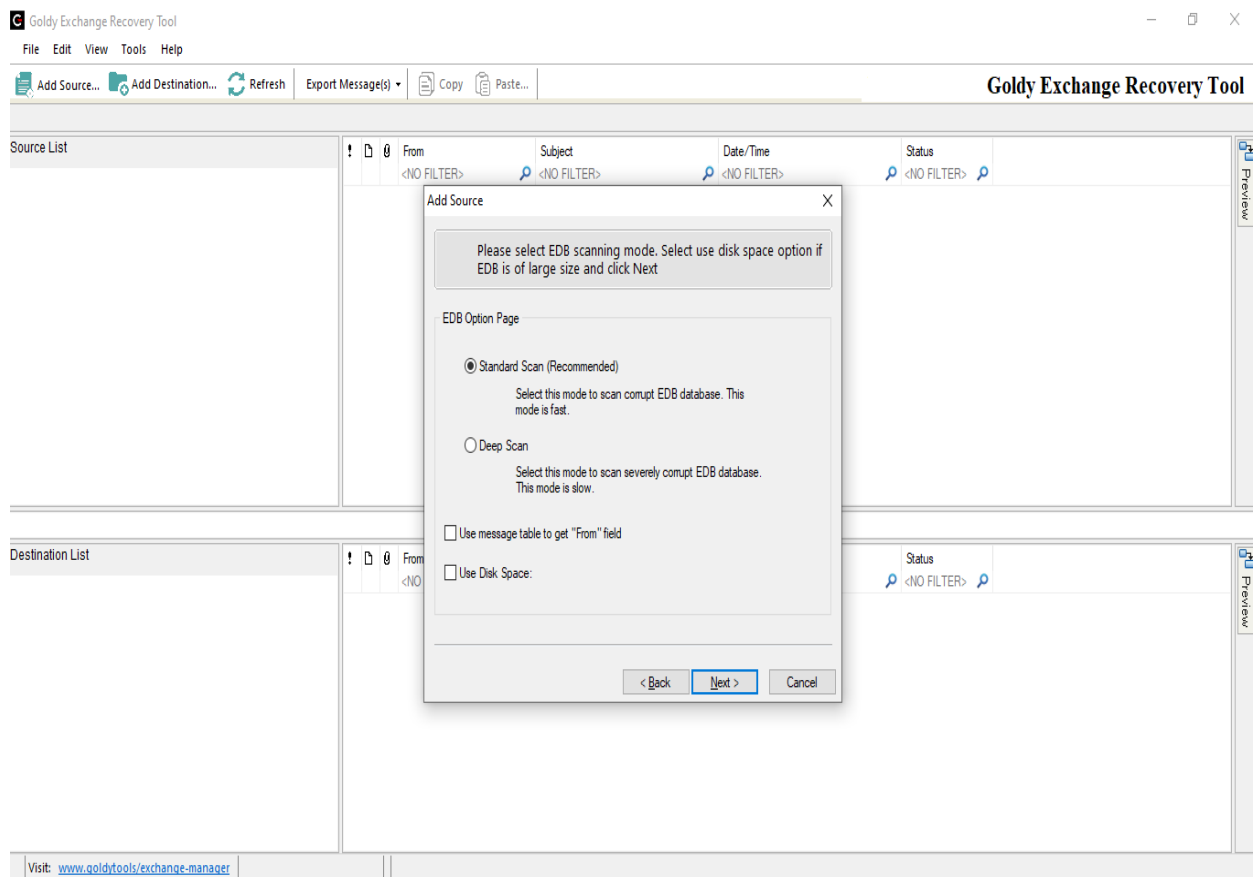 Goldy Exchange Recovery Tool
File Edit View Tools Help
Add Source... Add Destination... Refresh Export Message(s) Copy Paste...
Goldy Exchange Recovery Tool
Source List
! From Subject Date/Time Status
<NO FILTER> <NO FILTER> <NO FILTER> <NO FILTER>
Preview
Add Source
Please select EDB scanning mode. Select use disk space option if
EDB is of large size and click Next
EDB Option Page
Standard Scan (Recommended)
Select this mode to scan corrupt EDB database. This
mode is fast.
Deep Scan
Select this mode to scan severely corrupt EDB database.
This mode is slow.
Use message table to get "From" field
Use Disk Space:
< Back Next > Cancel
Destination List
! From Status
<NO <NO FILTER>
Preview
Visit: www.goldytools/exchange-manager